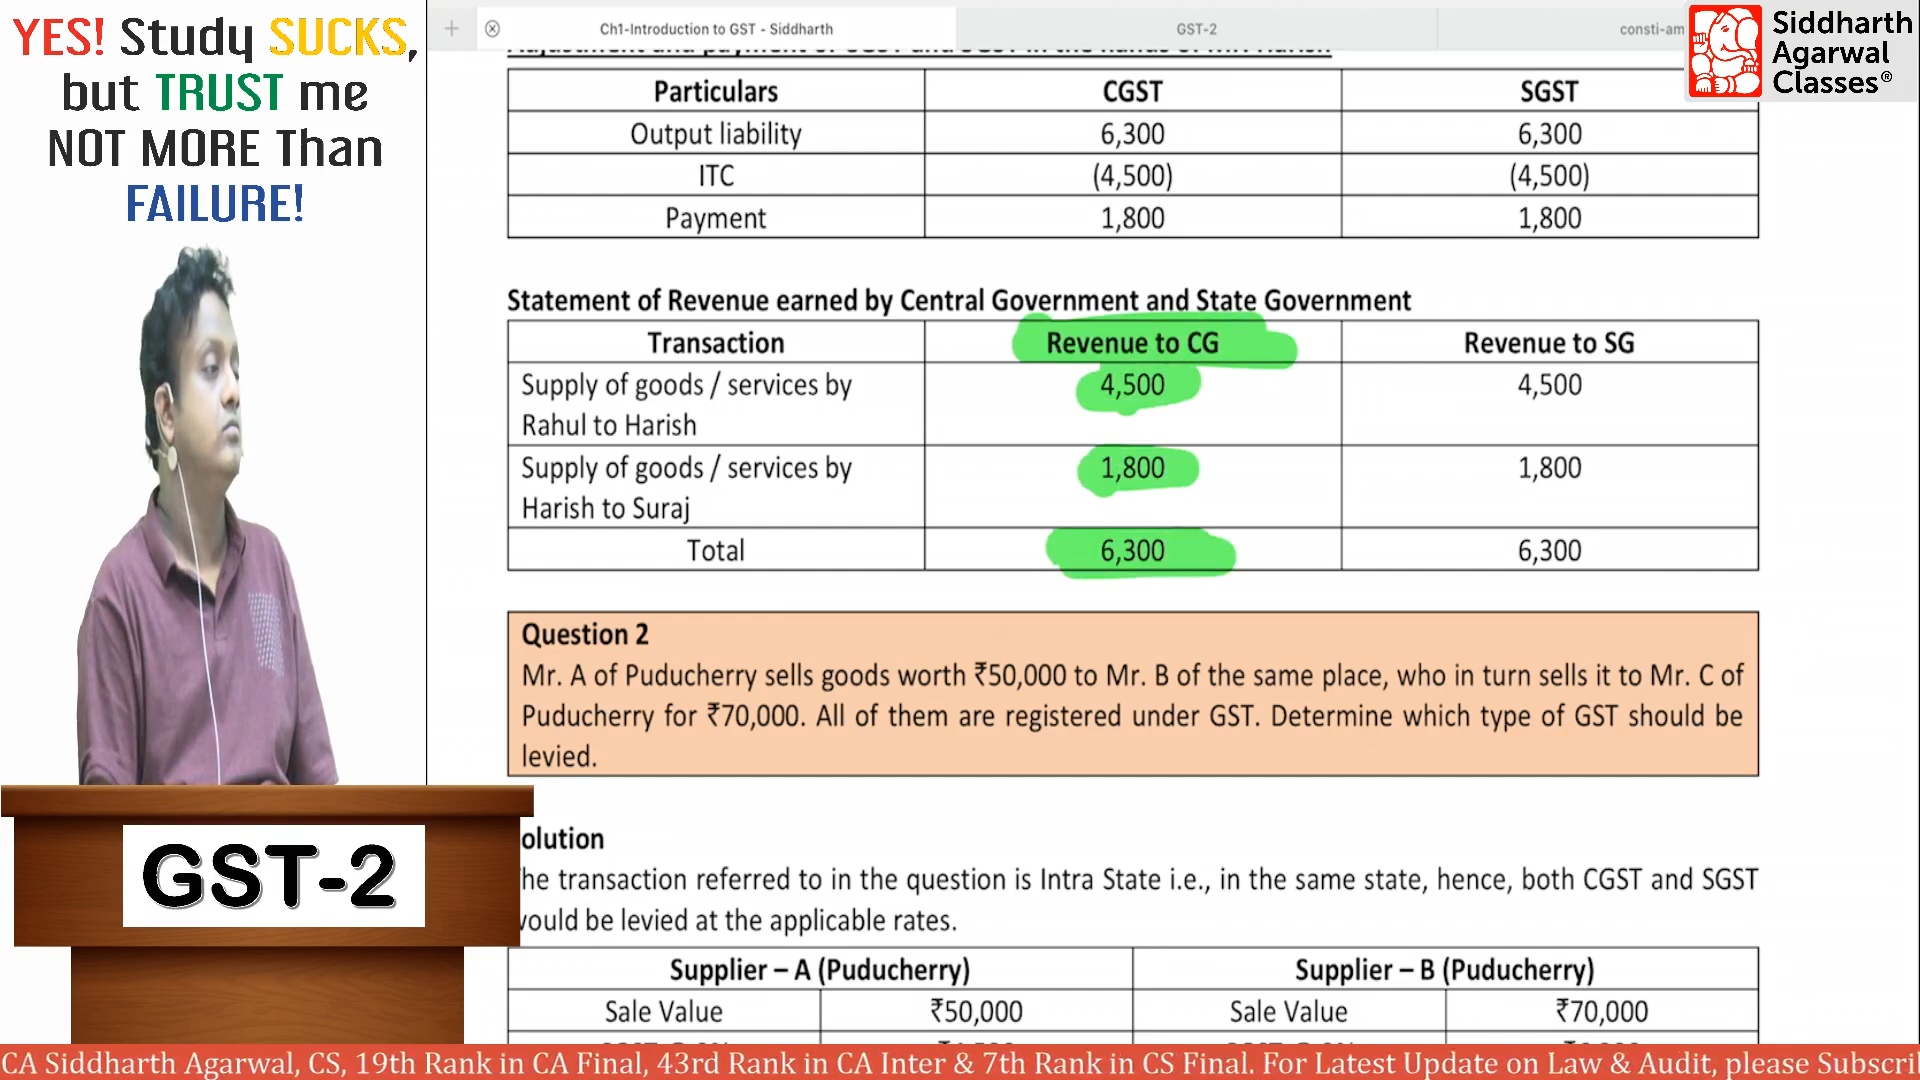 YES! Study SUCKS,
but TRUST me
NOT MORE Than
FAILURE!
Ch1-Introduction to GST - Siddharth
GST-2
consti-am
Siddharth
Agarwal
Classes®
Particulars CGST SGST
Output liability 6,300 6,300
ITC (4,500) (4,500)
Payment 1,800 1,800
Statement of Revenue earned by Central Government and State Government
Transaction Revenue to CG Revenue to SG
Supply of goods / services by 4,500 4,500
Rahul to Harish
Supply of goods / services by 1,800 1,800
Harish to Suraj
Total 6,300 6,300
Question 2
Mr. A of Puducherry sells goods worth ₹50,000 to Mr. B of the same place, who in turn sells it to Mr. C of
Puducherry for ₹70,000. All of them are registered under GST. Determine which type of GST should be
levied.
olution
he transaction referred to in the question is Intra State i.e., in the same state, hence, both CGST and SGST
would be levied at the applicable rates.
Supplier – A (Puducherry) Supplier – B (Puducherry)
Sale Value ₹50,000 Sale Value ₹70,000
GST-2
CA Siddharth Agarwal, CS, 19th Rank in CA Final, 43rd Rank in CA Inter & 7th Rank in CS Final. For Latest Update on Law & Audit, please Subscri